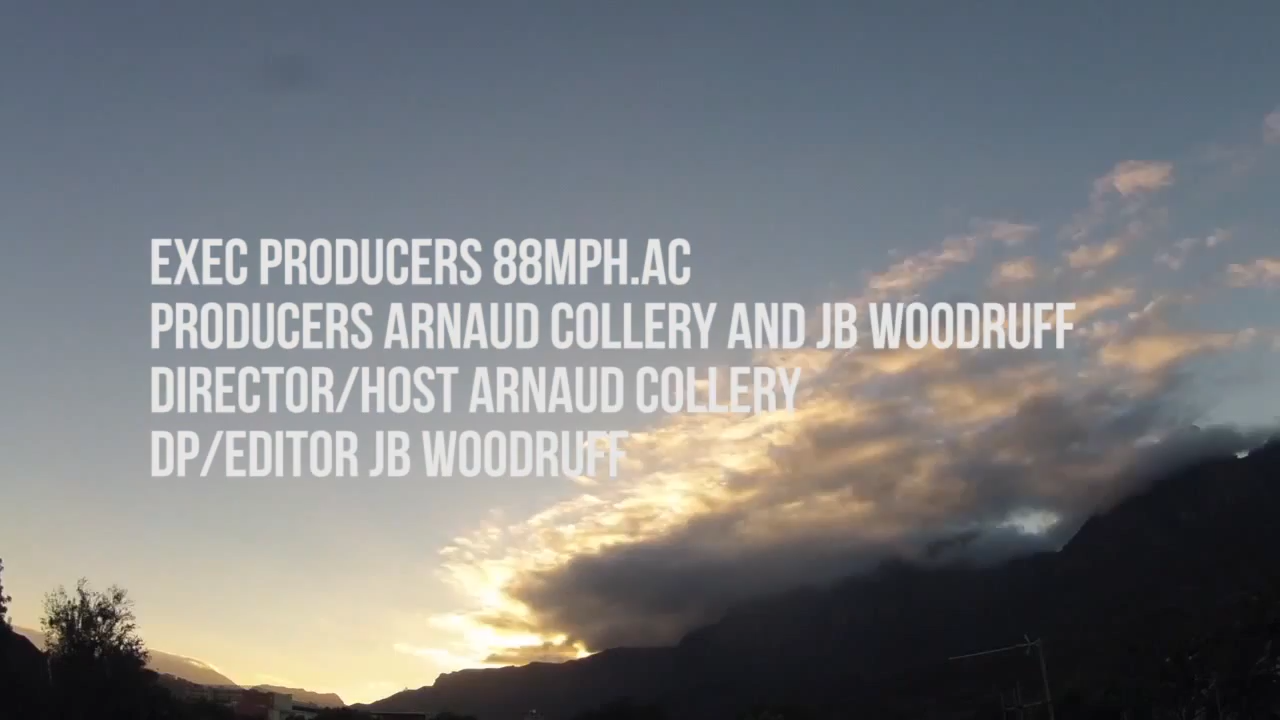 EXEC PRODUCERS 88MPH.AC
PRODUCERS ARNAUD COLLERY AND JB WOODRUFF
DIRECTOR/HOST ARNAUD COLLERY
DP/EDITOR JB WOODRUFF